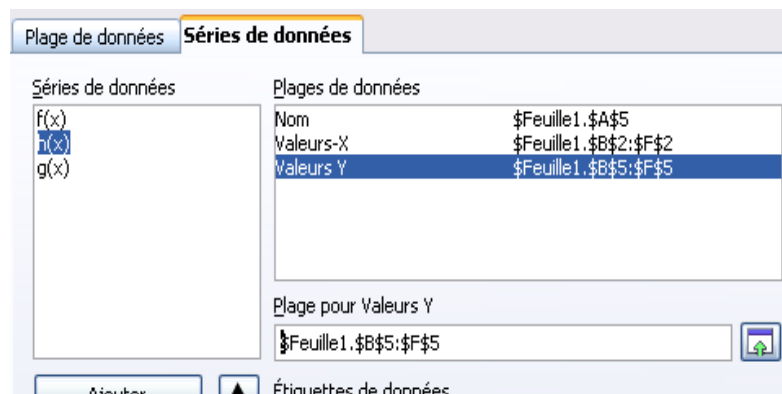 Plage de données Séries de données
Séries de données
f(x)
h(x)
g(x)
Plages de données
Nom $Feuille1.$A$5
Valeurs-X $Feuille1.$B$2:$F$2
Valeurs Y $Feuille1.$B$5:$F$5
Plage pour Valeurs Y
$Feuille1.$B$5:$F$5
Ajouter
Étiquettes de données